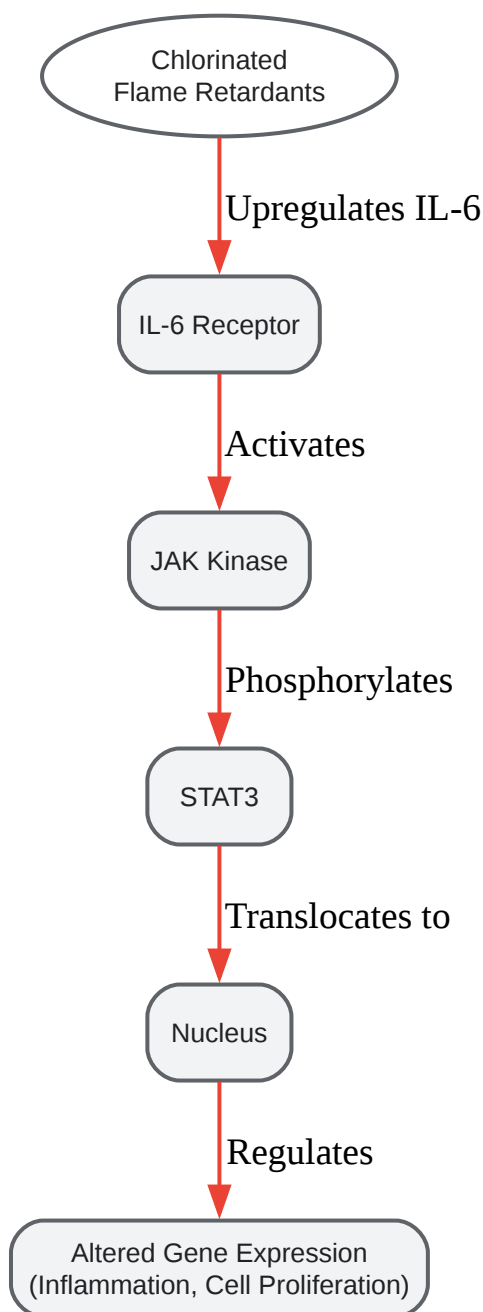 Chlorinated
Flame Retardants
Upregulates IL-6
IL-6 Receptor
Activates
JAK Kinase
Phosphorylates
STAT3
Translocates to
Nucleus
Regulates
Altered Gene Expression
(Inflammation, Cell Proliferation)